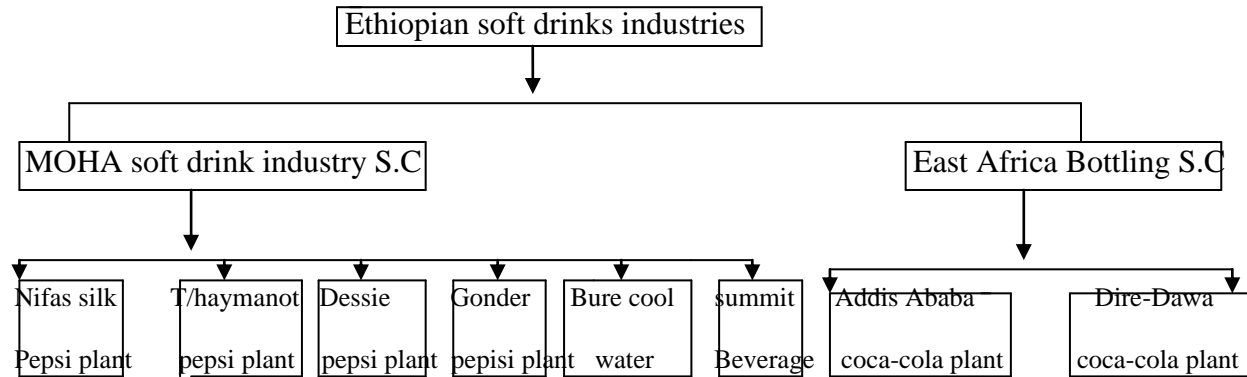 Ethiopian soft drinks industries
MOHA soft drink industry S.C
East Africa Bottling S.C
Nifas silk
Pepsi plant
T/haymanot
pepsi plant
Dessie
pepsi plant
Gonder
pepisi plant
Bure cool
water
summit
Beverage
Addis Ababa
coca-cola plant
Dire-Dawa
coca-cola plant